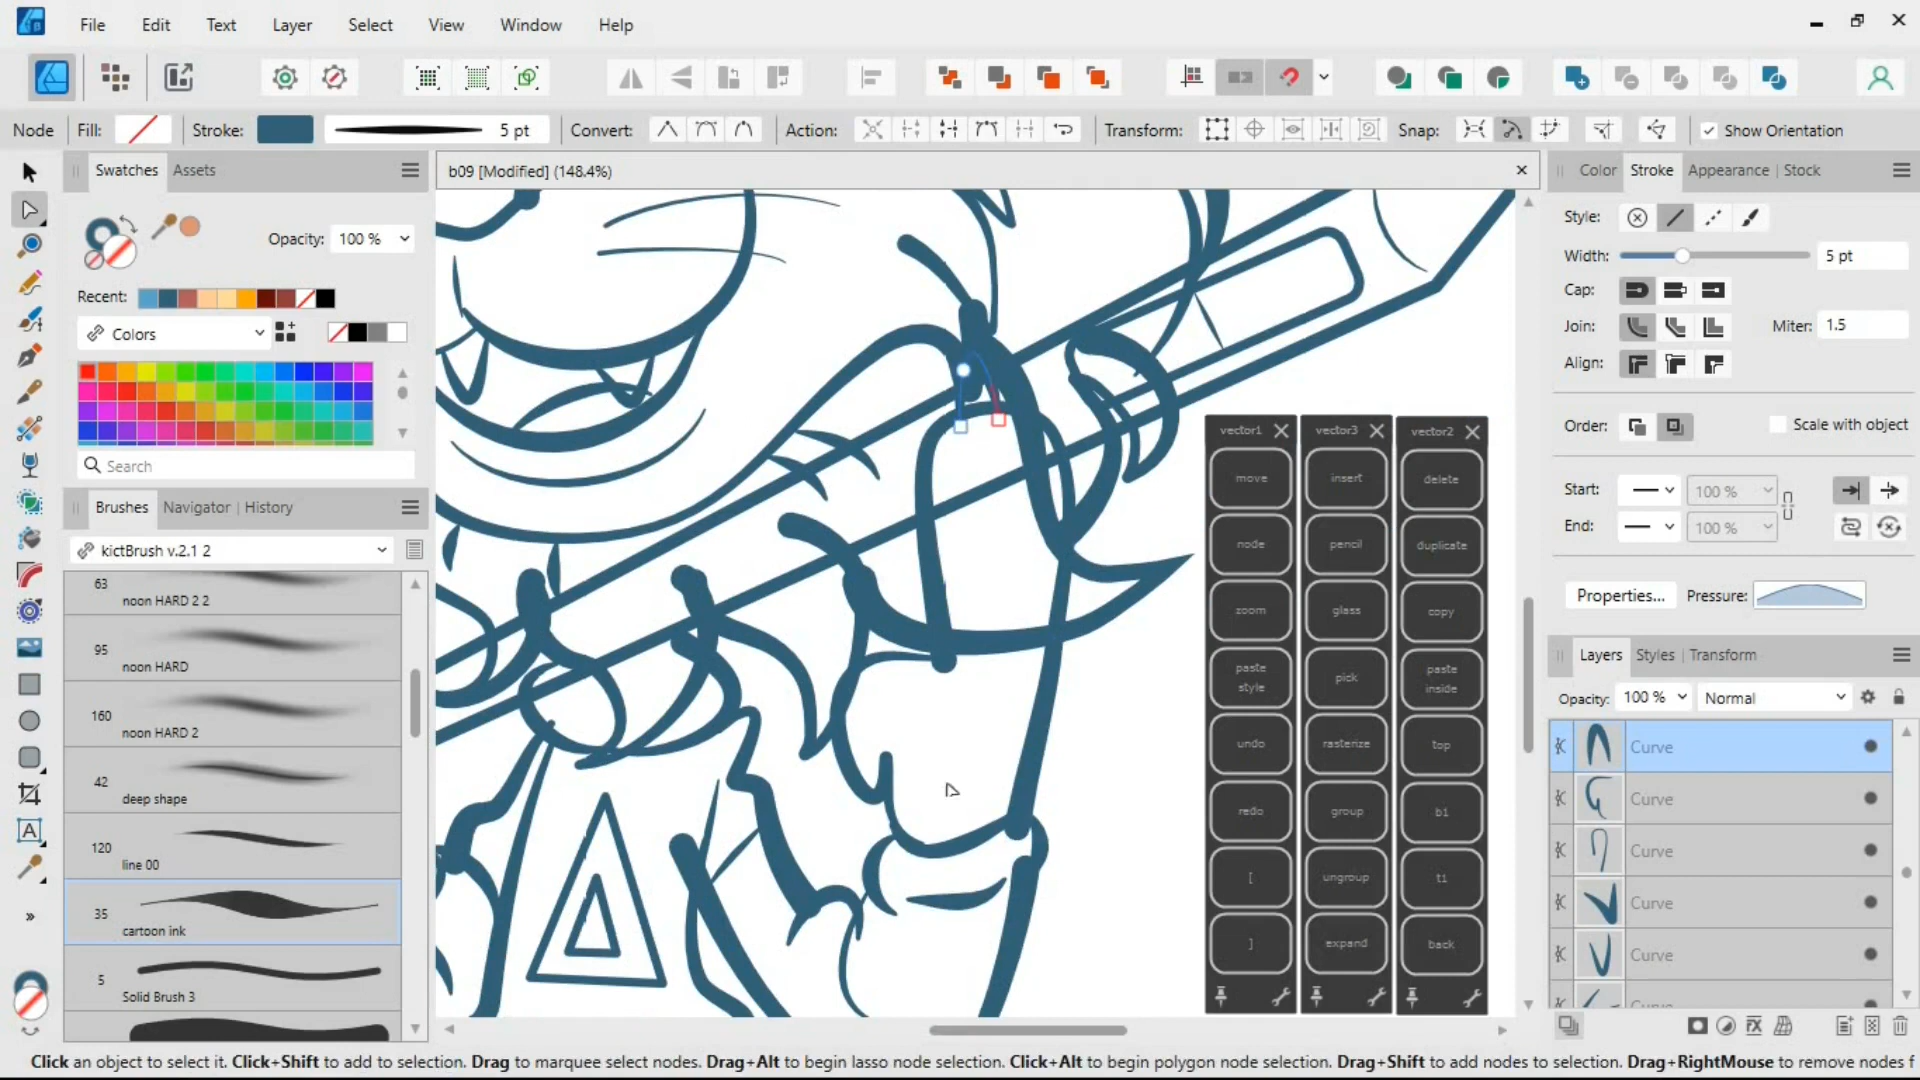 File Edit Text Layer Select View Window Help
Node Fill: Stroke: 5 pt Convert: Action: Transform: Snap: Show Orientation
Swatches Assets
b09 [Modified] (148.4%)
Color Stroke Appearance Stock
Style:
Opacity: 100 %
Width: 5 pt
Cap:
Recent:
Join: Miter: 1.5
Colors
Align:
Order: Scale with object
Search
Start: 100 %
End: 100 %
Brushes Navigator History
kictBrush v.2.1 2
63
noon HARD 2 2
95
noon HARD
160
noon HARD 2
42
deep shape
120
line 00
35
cartoon ink
5
Solid Brush 3
vector1 vector3 vector2
move insert delete
node pencil duplicate
zoom glass copy
paste style pick paste inside
undo rasterize top
redo group b1
[ ungroup t1
] expand back
Properties... Pressure:
Layers Styles Transform
Opacity: 100 % Normal
Curve
Curve
Curve
Curve
Curve
Curve
Click an object to select it. Click+Shift to add to selection. Drag to marquee select nodes. Drag+Alt to begin lasso node selection. Click+Alt to begin polygon node selection. Drag+Shift to add nodes to selection. Drag+RightMouse to remove nodes f